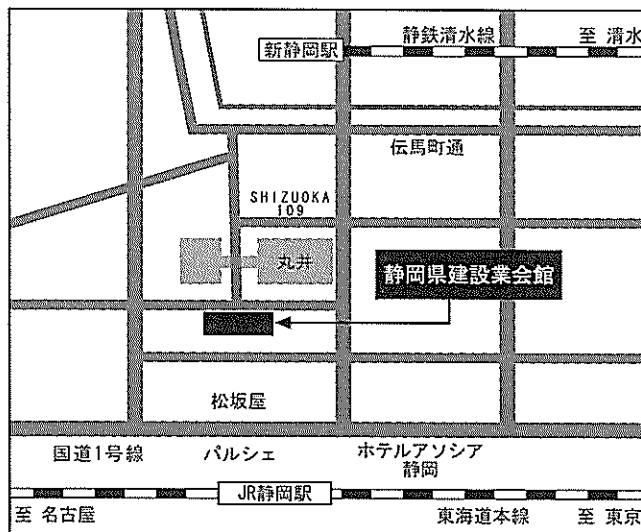 静鉄清水線 至 清水
新静岡駅
伝馬町通
SHIZUOKA
109
丸井
静岡県建設業会館
松坂屋
国道1号線 パルシェ ホテルアソシア
静岡
JR静岡駅
至 名古屋 東海道本線 至 東京